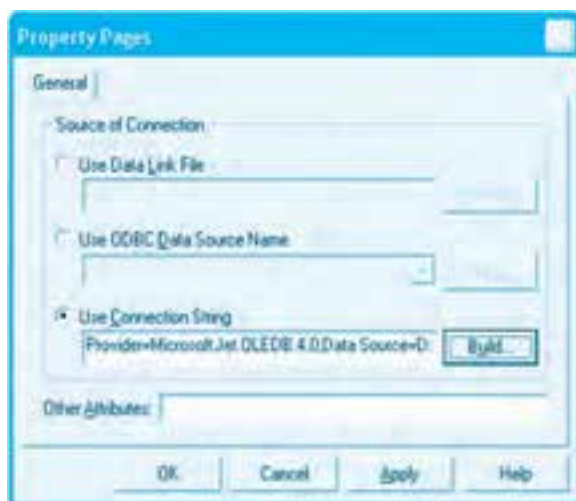 Property Pages
General
Source of Connection
Use Data Link File
Use ODBC Data Source Name
Use Connection String
Provider=Microsoft.Jet.OLEDB.4.0;Data Source=D:
Build...
Other Attributes:
OK Cancel Apply Help